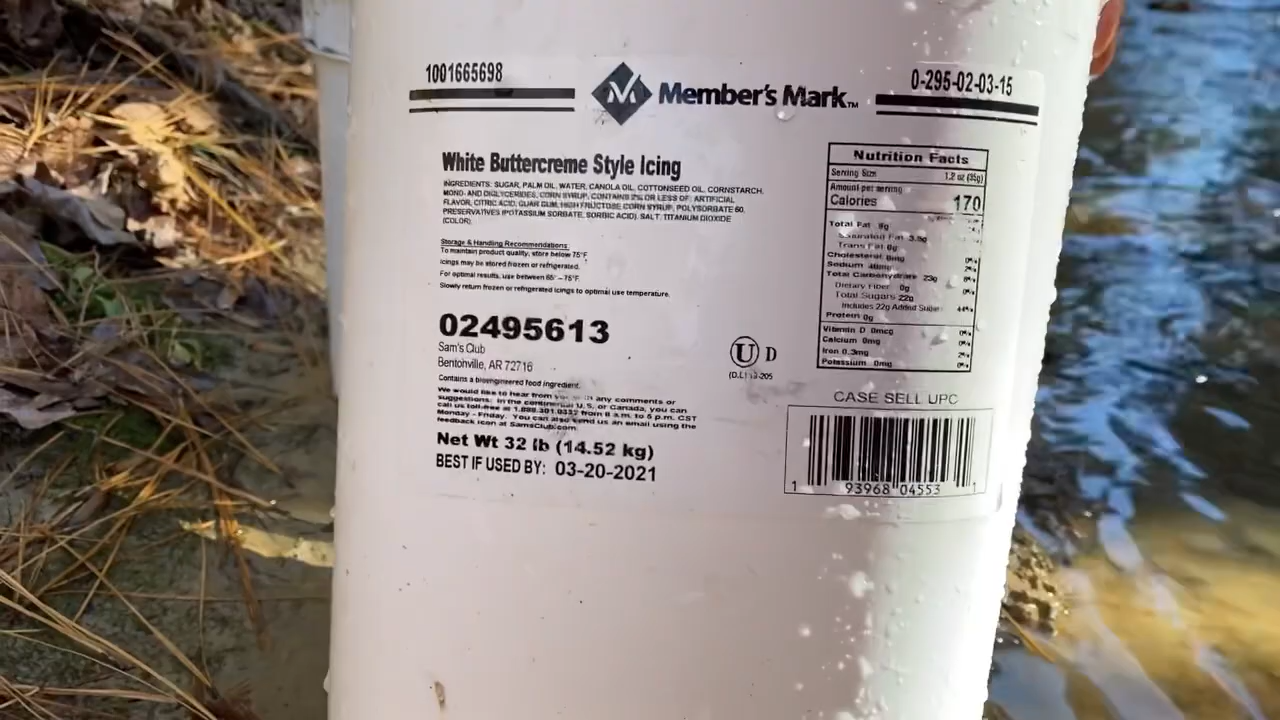 1001665698
Member's Mark™
0-295-02-03-15
White Buttercreme Style Icing
INGREDIENTS: SUGAR, PALM OIL, WATER, CANOLA OIL, COTTONSEED OIL, CORNSTARCH,
MONO- AND DIGLYCERIDES, CORN SYRUP, CONTAINS 2% OR LESS OF: ARTIFICIAL
FLAVOR, CITRIC ACID, GUAR GUM, HIGH FRUCTOSE CORN SYRUP, POLYSORBATE 60,
PRESERVATIVES (POTASSIUM SORBATE, SORBIC ACID), SALT, TITANIUM DIOXIDE
(COLOR).
Storage & Handling Recommendations:
To maintain product quality, store below 75°F.
Icings may be stored frozen or refrigerated.
For optimal results, use between 65° – 75°F.
Slowly return frozen or refrigerated icings to optimal use temperature.
02495613
Sam's Club
Bentonville, AR 72716
Contains a bioengineered food ingredient.
We would like to hear from any comments or
suggestions. In the continental U.S. or Canada, you can
call us toll-free at 1.888.301.0332 from 8 a.m. to 5 p.m. CST
Monday - Friday. You can also send us an email using the
feedback icon at SamsClub.com.
Net Wt 32 lb (14.52 kg)
BEST IF USED BY: 03-20-2021
U D
Nutrition Facts
Serving Size 1.2 oz (35g)
Amount per serving
Calories 170
Total Fat 9g
Saturated Fat 3.5g
Trans Fat 0g
Cholesterol 0mg 0%
Sodium 40mg 2%
Total Carbohydrate 23g
Dietary Fiber 0g 0%
Total Sugars 22g
Includes 22g Added Sugar 44%
Protein 0g
Vitamin D 0mcg 0%
Calcium 0mg 0%
Iron 0.3mg 2%
Potassium 0mg 0%
CASE SELL UPC
1 93968 04553 1